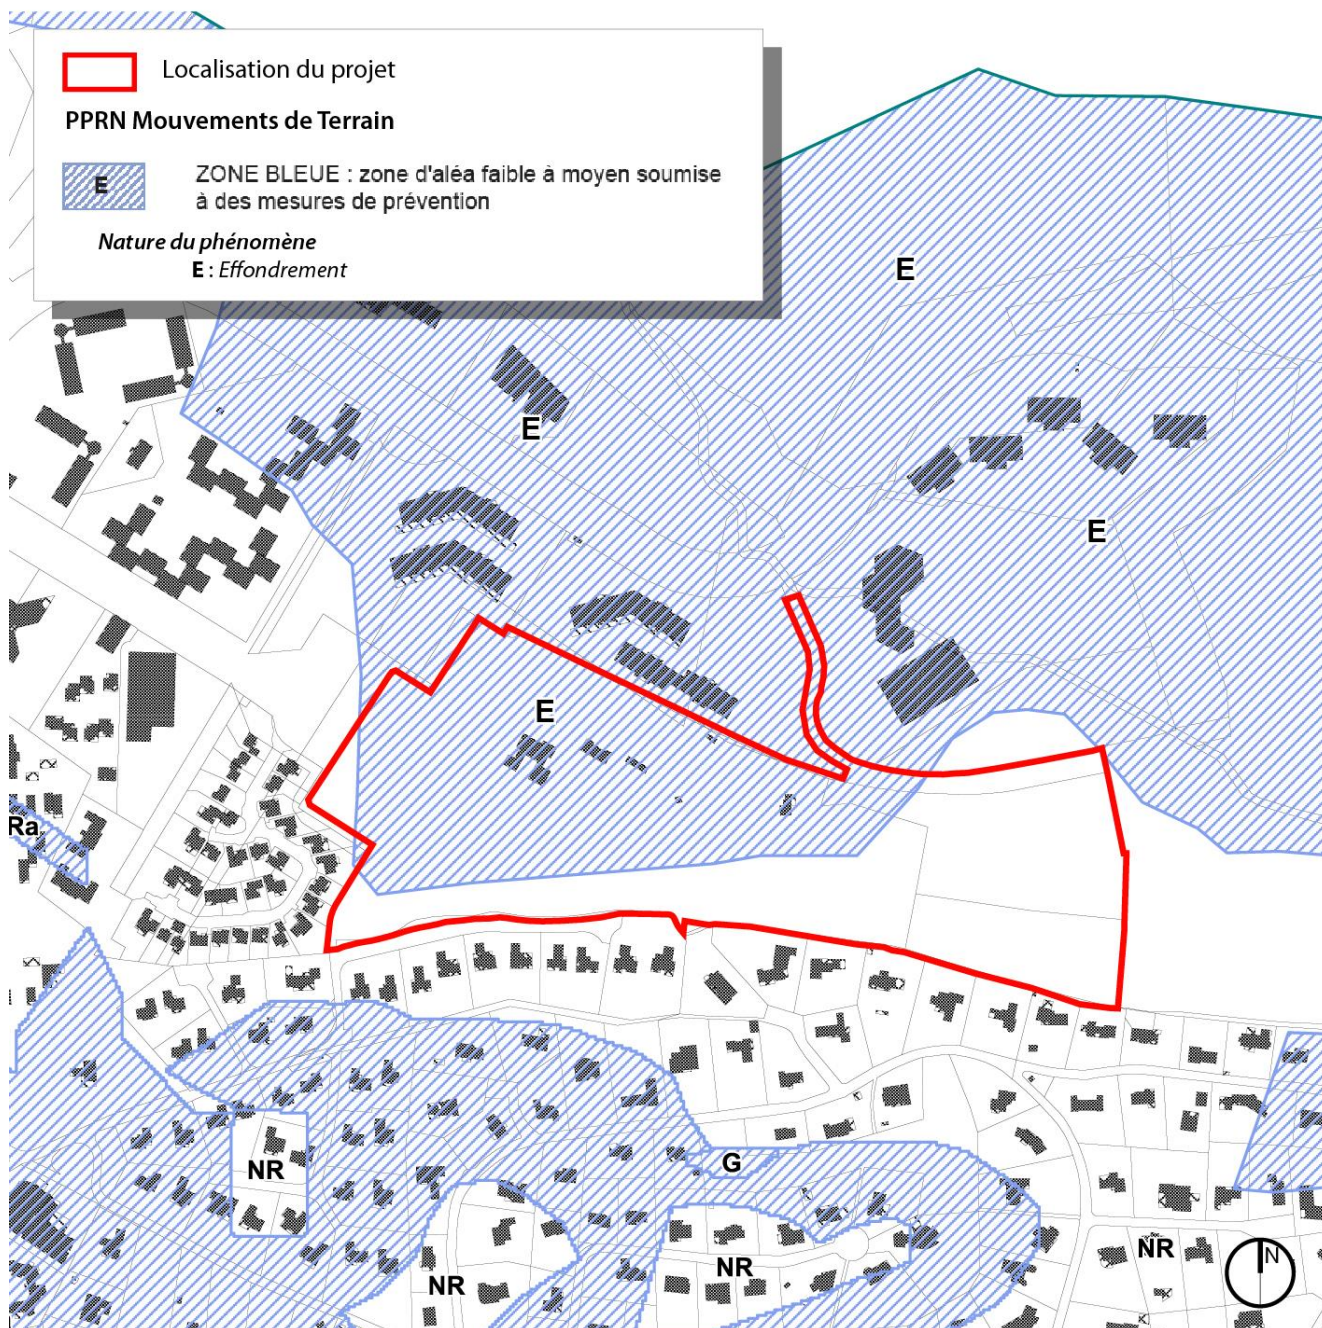 Localisation du projet
PPRN Mouvements de Terrain
E
ZONE BLEUE : zone d'aléa faible à moyen soumise
à des mesures de prévention
Nature du phénomène
E : Effondrement
E
E
E
E
Ra
G
NR
NR
NR
NR
N